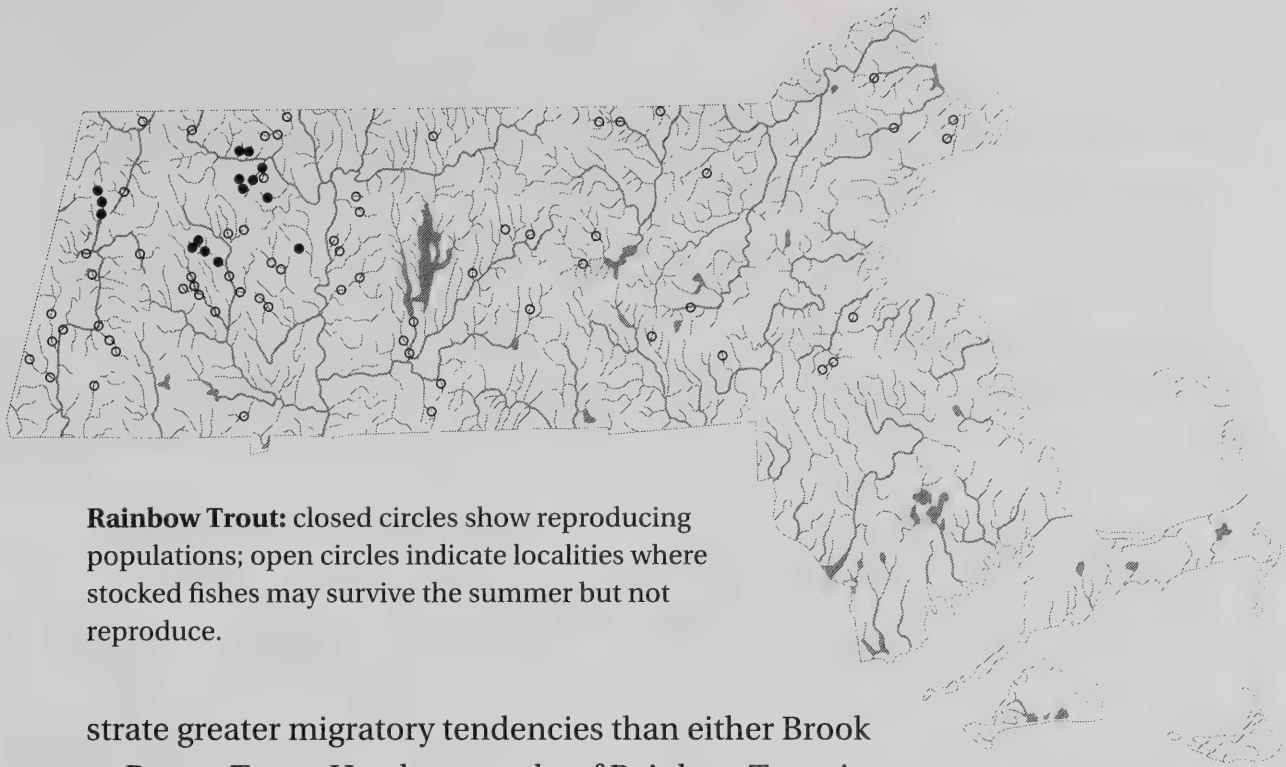 Rainbow Trout: closed circles show reproducing
populations; open circles indicate localities where
stocked fishes may survive the summer but not
reproduce.
strate greater migratory tendencies than either Brook